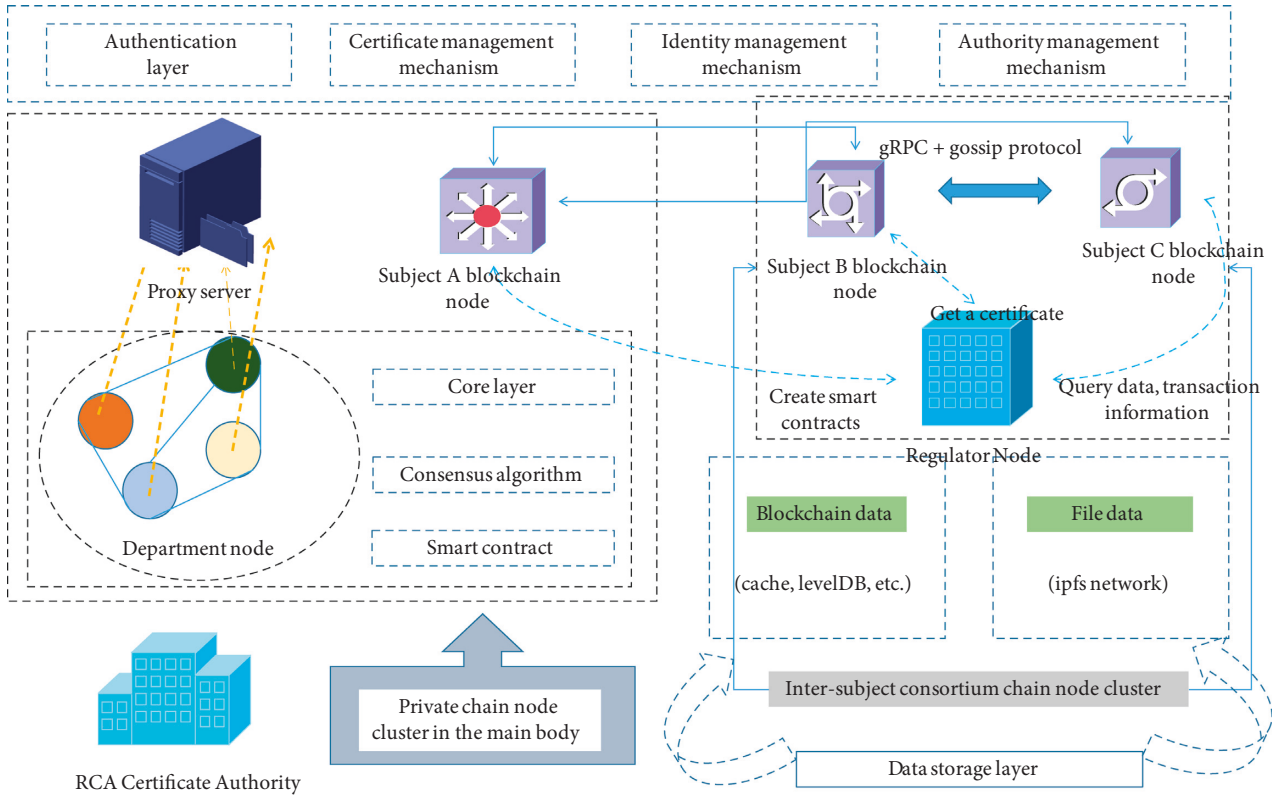 Authentication
layer
Certificate management
mechanism
Identity management
mechanism
Authority management
mechanism
gRPC + gossip protocol
Proxy server
Subject A blockchain
node
Subject B blockchain
node
Subject C blockchain
node
Get a certificate
Create smart
contracts
Query data, transaction
information
Regulator Node
Core layer
Consensus algorithm
Smart contract
Department node
Blockchain data
(cache, levelDB, etc.)
File data
(ipfs network)
Private chain node
cluster in the main body
RCA Certificate Authority
Inter-subject consortium chain node cluster
Data storage layer